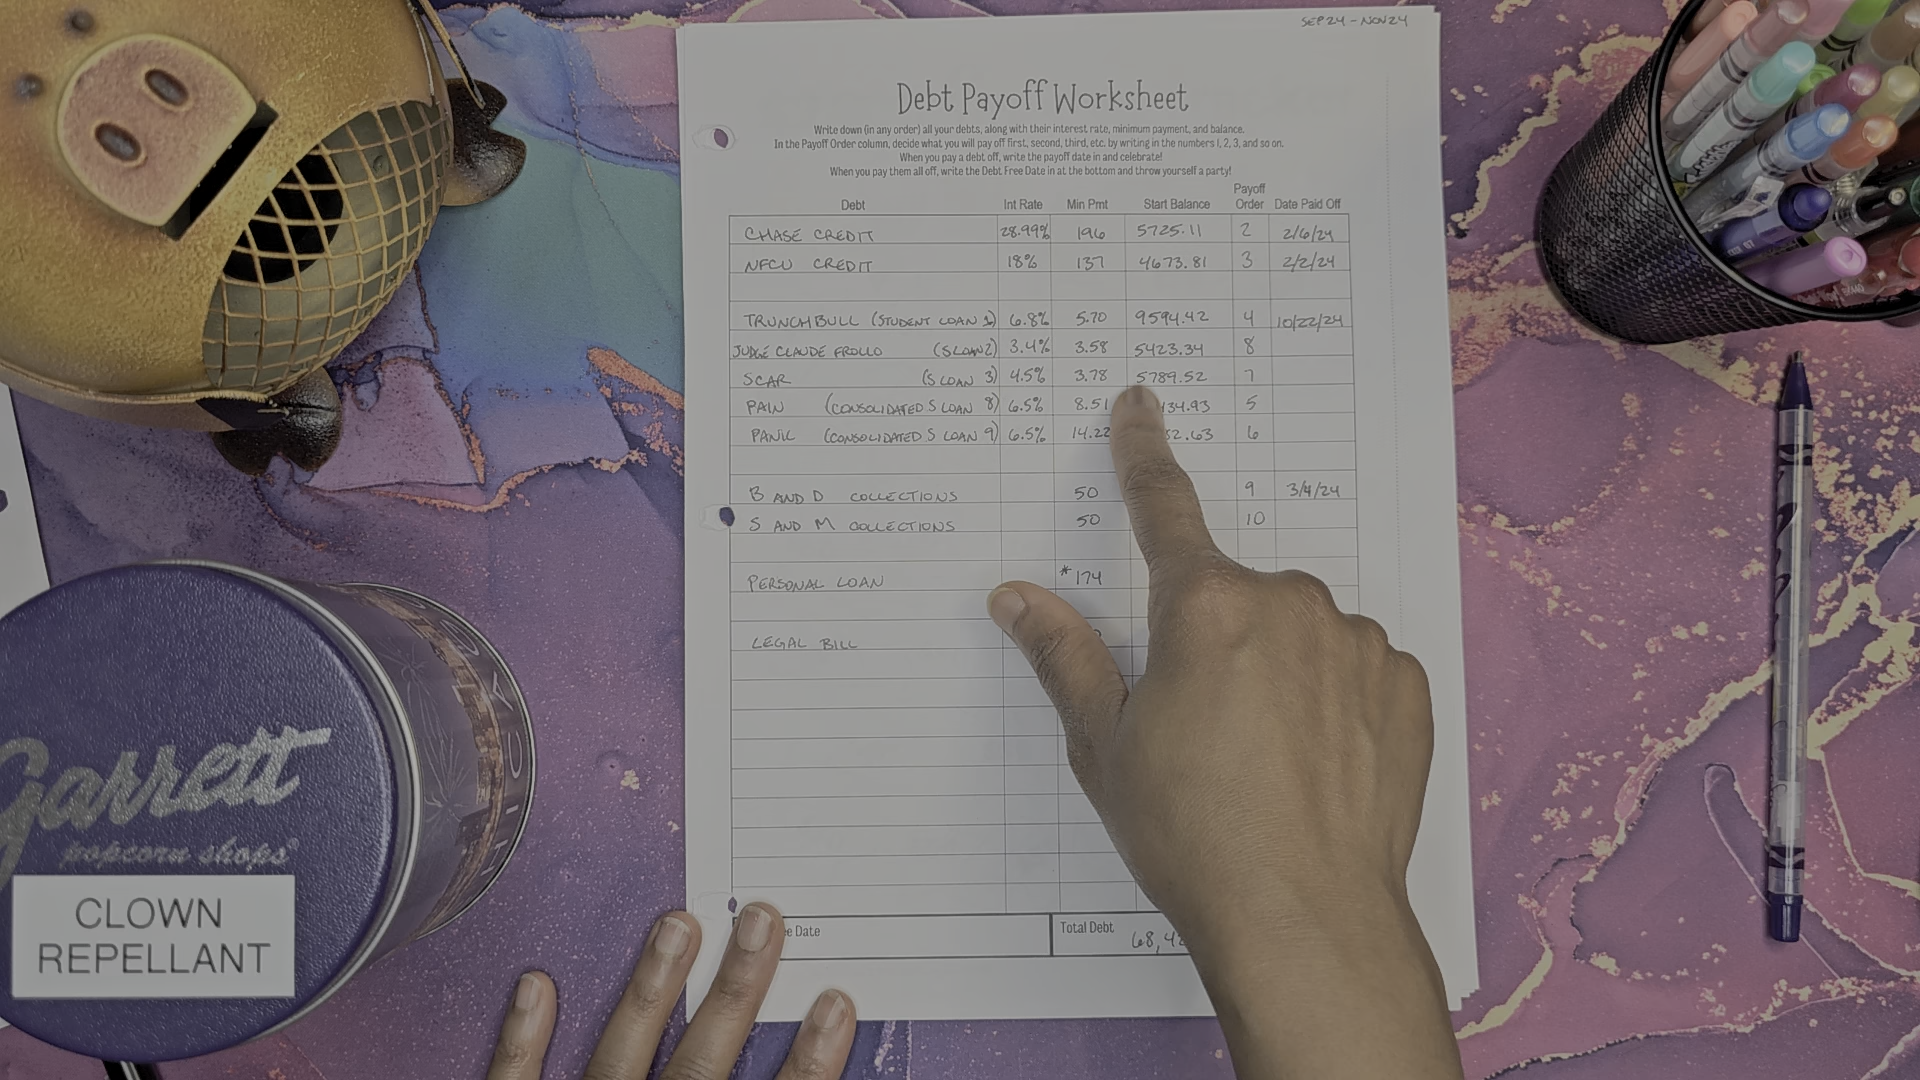 SEP24 - NOV24
Debt Payoff Worksheet
Write down (in any order) all your debts, along with their interest rate, minimum payment, and balance.
In the Payoff Order column, decide what you will pay off first, second, third, etc. by writing in the numbers 1, 2, 3, and so on.
When you pay a debt off, write the payoff date in and celebrate!
When you pay them all off, write the Debt Free Date in at the bottom and throw yourself a party!
Debt Int Rate Min Pmt Start Balance Payoff Order Date Paid Off
CHASE CREDIT 28.99% 196 5725.11 2 2/6/24
NFCU CREDIT 18% 137 4673.81 3 2/2/24
TRUNCHBULL (STUDENT LOAN 1) 6.8% 5.70 9594.42 4 10/22/24
JUDGE CLAUDE FROLLO (S LOAN 2) 3.4% 3.58 5423.34 8
SCAR (S LOAN 3) 4.5% 3.78 5789.52 7
PAIN (CONSOLIDATED S LOAN 8) 6.5% 8.51 134.93 5
PANIC (CONSOLIDATED S LOAN 9) 6.5% 14.22 52.63 6
B AND D COLLECTIONS 50 9 3/4/24
S AND M COLLECTIONS 50 10
PERSONAL LOAN *174
LEGAL BILL
Date Total Debt 68,42
Garrett
popcorn shops
CLOWN
REPELLANT